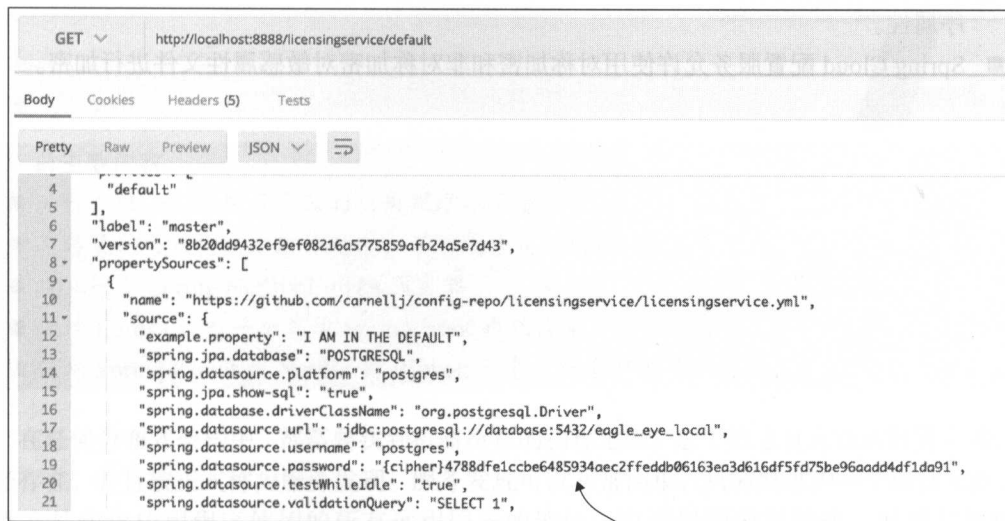 GET
http://localhost:8888/licensingservice/default
Body Cookies Headers (5) Tests
Pretty Raw Preview JSON
4 "default"
5 ],
6 "label": "master",
7 "version": "8b20dd9432ef9ef08216a5775859afb24a5e7d43",
8 "propertySources": [
9 {
10 "name": "https://github.com/carnellj/config-repo/licensingservice/licensingservice.yml",
11 "source": {
12 "example.property": "I AM IN THE DEFAULT",
13 "spring.jpa.database": "POSTGRESQL",
14 "spring.datasource.platform": "postgres",
15 "spring.jpa.show-sql": "true",
16 "spring.database.driverClassName": "org.postgresql.Driver",
17 "spring.datasource.url": "jdbc:postgresql://database:5432/eagle_eye_local",
18 "spring.datasource.username": "postgres",
19 "spring.datasource.password": "{cipher}4788dfe1ccbe6485934aec2ffeddb06163ea3d616df5fd75be96aadd4df1da91",
20 "spring.datasource.testWhileIdle": "true",
21 "spring.datasource.validationQuery": "SELECT 1",